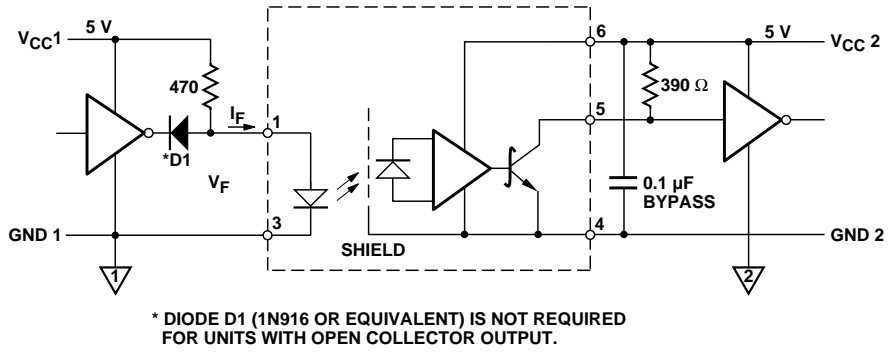 VCC1
5 V
470
IF
1
*D1
VF
GND 1
3
1
SHIELD
6
5
4
5 V
VCC 2
390 Ω
0.1 µF
BYPASS
GND 2
2
* DIODE D1 (1N916 OR EQUIVALENT) IS NOT REQUIRED
FOR UNITS WITH OPEN COLLECTOR OUTPUT.